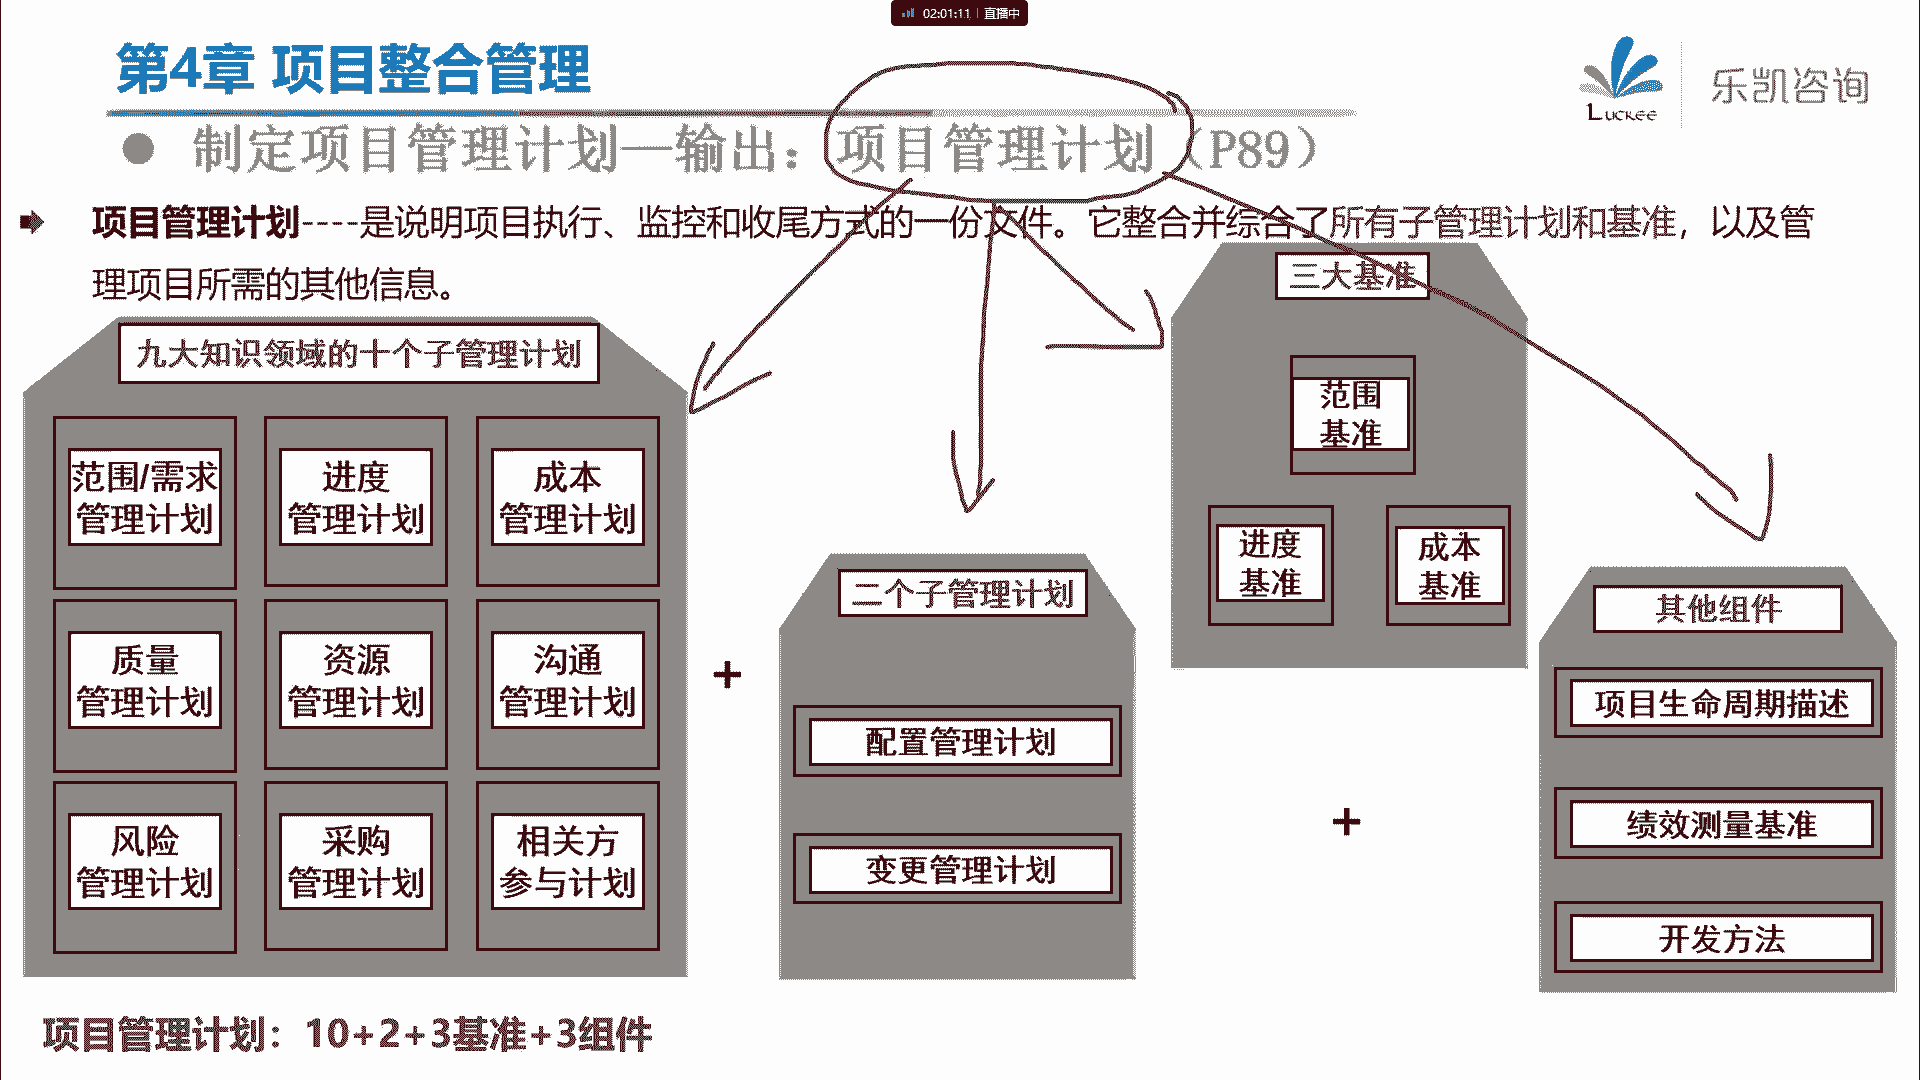 02:01:11 直播中
第4章 项目整合管理
LUCKEE 乐凯咨询
制定项目管理计划—输出：项目管理计划（P89）
项目管理计划----是说明项目执行、监控和收尾方式的一份文件。它整合并综合了所有子管理计划和基准，以及管
理项目所需的其他信息。
九大知识领域的十个子管理计划
范围/需求
管理计划
进度
管理计划
成本
管理计划
质量
管理计划
资源
管理计划
沟通
管理计划
风险
管理计划
采购
管理计划
相关方
参与计划
+
二个子管理计划
配置管理计划
变更管理计划
三大基准
范围
基准
进度
基准
成本
基准
+
其他组件
项目生命周期描述
绩效测量基准
开发方法
项目管理计划：10+2+3基准+3组件